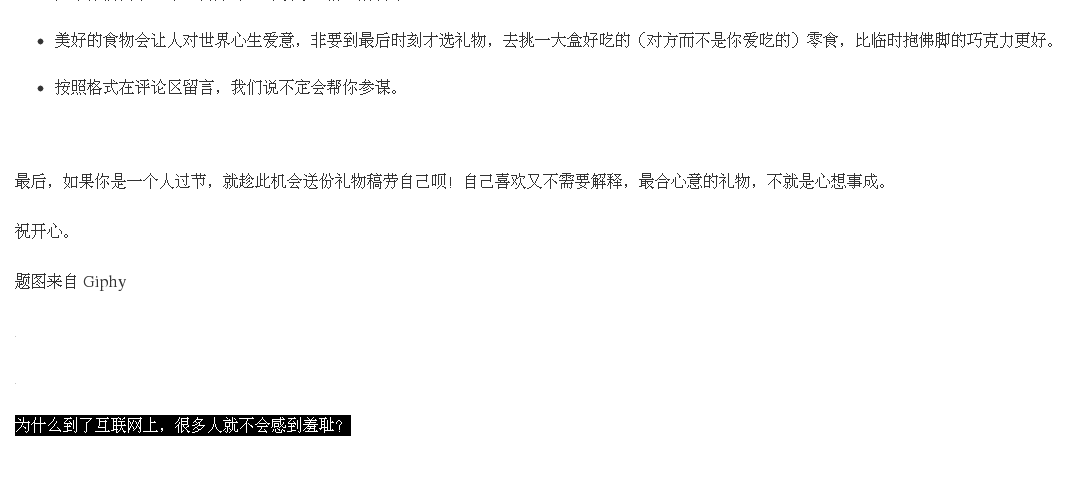 美好的食物会让人对世界心生爱意，非要到最后时刻才选礼物，去挑一大盒好吃的（对方而不是你爱吃的）零食，比临时抱佛脚的巧克力更好。
按照格式在评论区留言，我们说不定会帮你参谋。
最后，如果你是一个人过节，就趁此机会送份礼物稿劳自己呗！自己喜欢又不需要解释，最合心意的礼物，不就是心想事成。
祝开心。
题图来自 Giphy
为什么到了互联网上，很多人就不会感到羞耻？